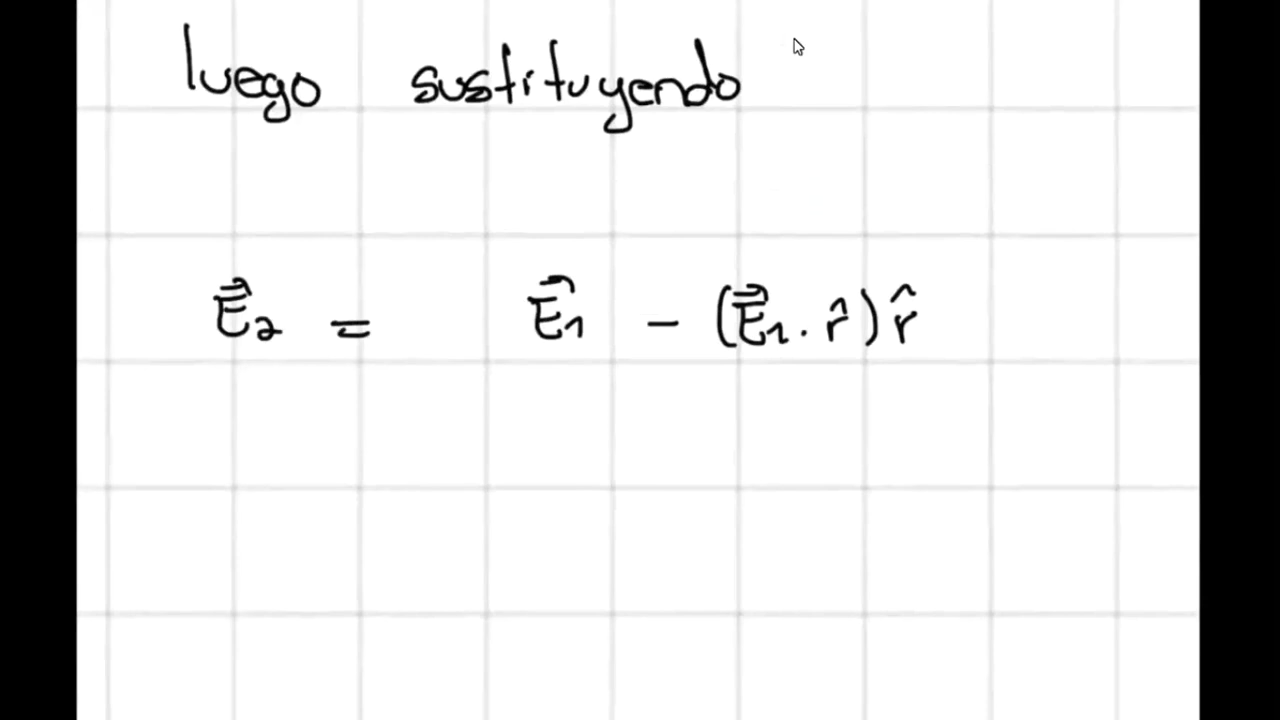 luego sustituyendo
E⃗₂ = E⃗₁ - (E⃗₁ . r̂) r̂